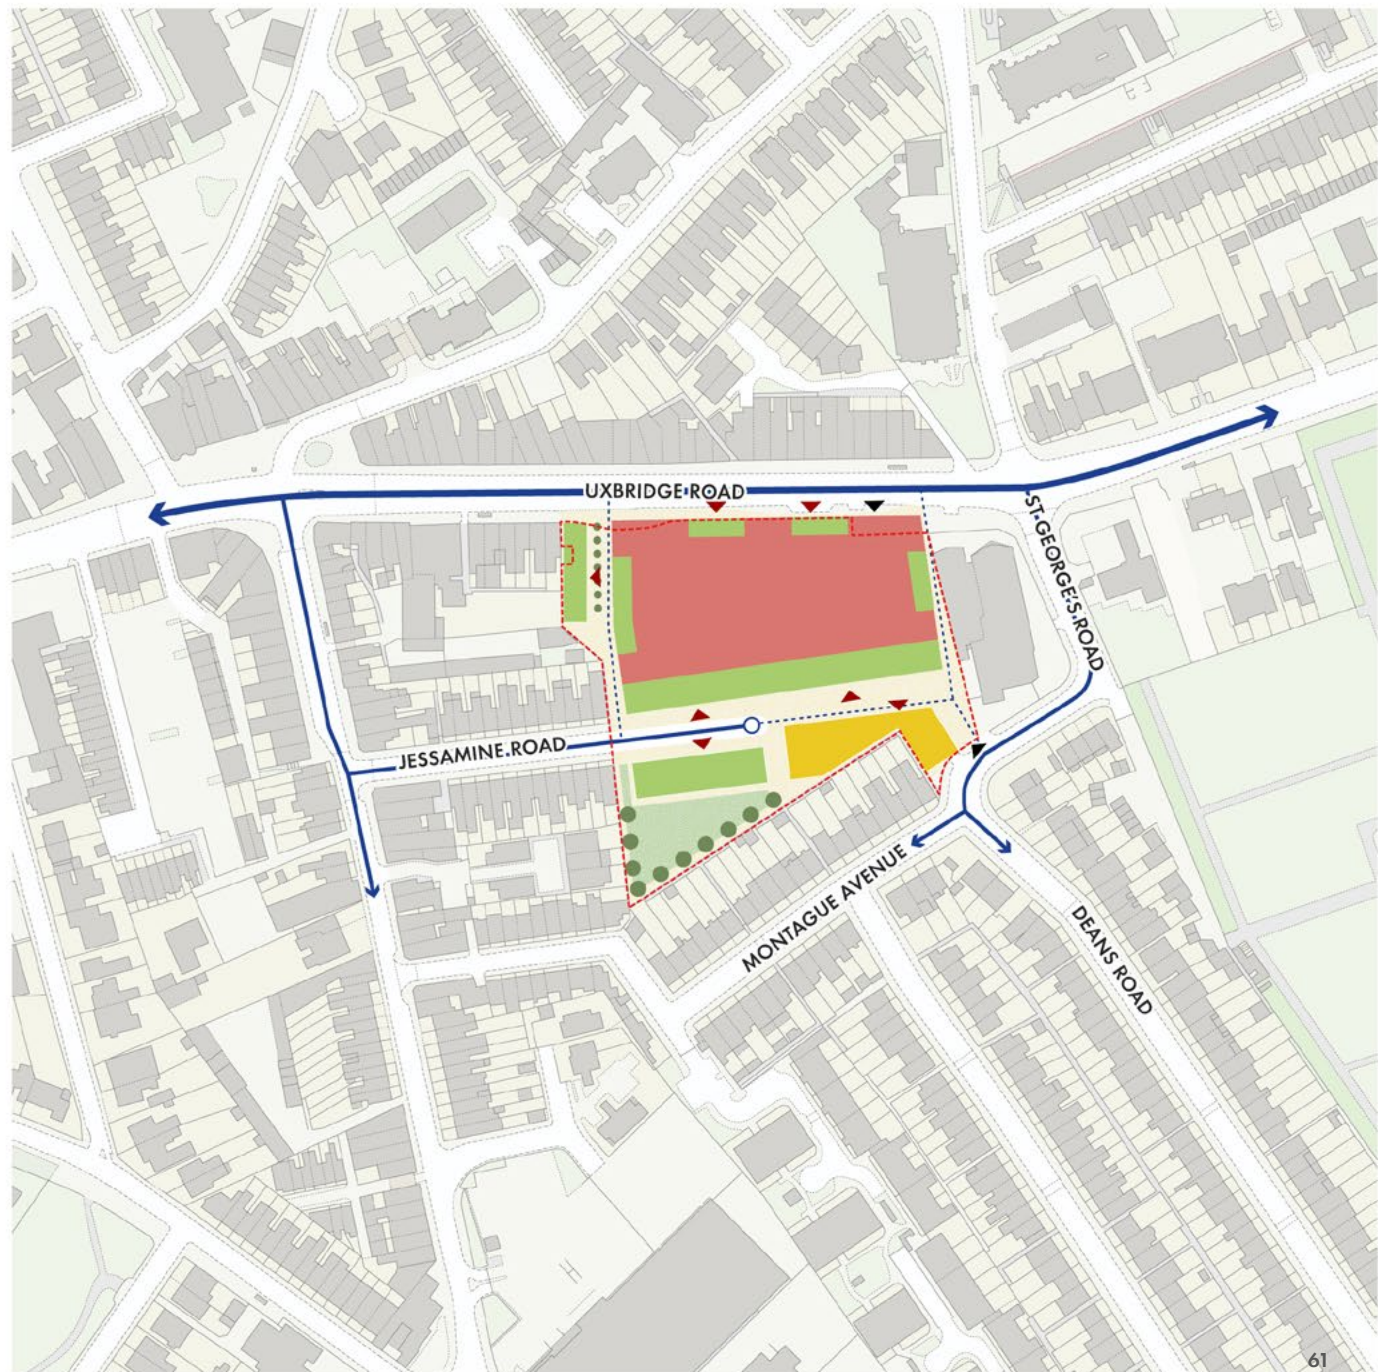 UXBRIDGE ROAD
ST GEORGE'S ROAD
JESSAMINE ROAD
MONTAGUE AVENUE
DEANS ROAD
61